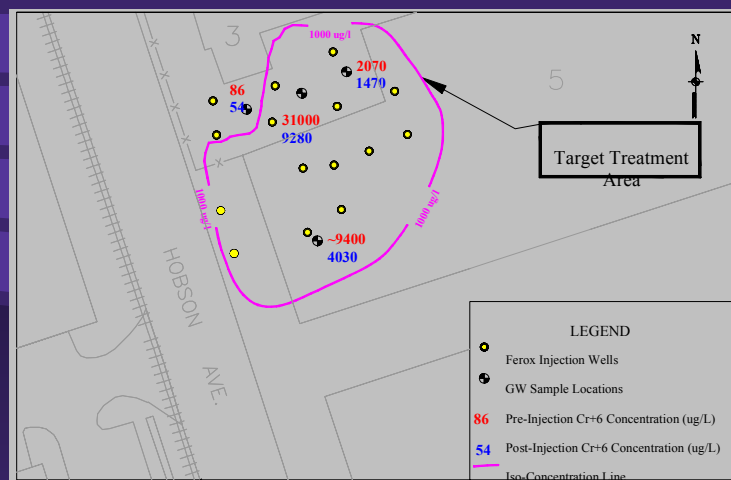 3
1000 ug/l
N
2070
1470
5
86
54
31000
9280
Target Treatment
Area
1000 ug/l
1000 ug/l
~9400
4030
HOBSON
AVE.
LEGEND
Ferox Injection Wells
GW Sample Locations
86 Pre-Injection Cr+6 Concentration (ug/L)
54 Post-Injection Cr+6 Concentration (ug/L)
Iso-Concentration Line